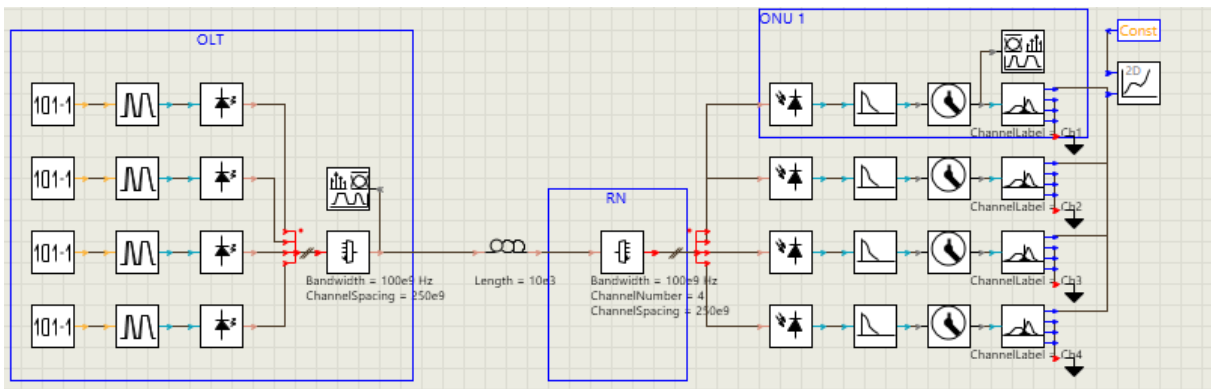 OLT
ONU 1
Const
2D
101-1
ChannelLabel = Ch1
101-1
ChannelLabel = Ch2
RN
101-1
Bandwidth = 100e9 Hz
ChannelSpacing = 250e9
Length = 10e3
Bandwidth = 100e9 Hz
ChannelNumber = 4
ChannelSpacing = 250e9
ChannelLabel = Ch3
101-1
ChannelLabel = Ch4